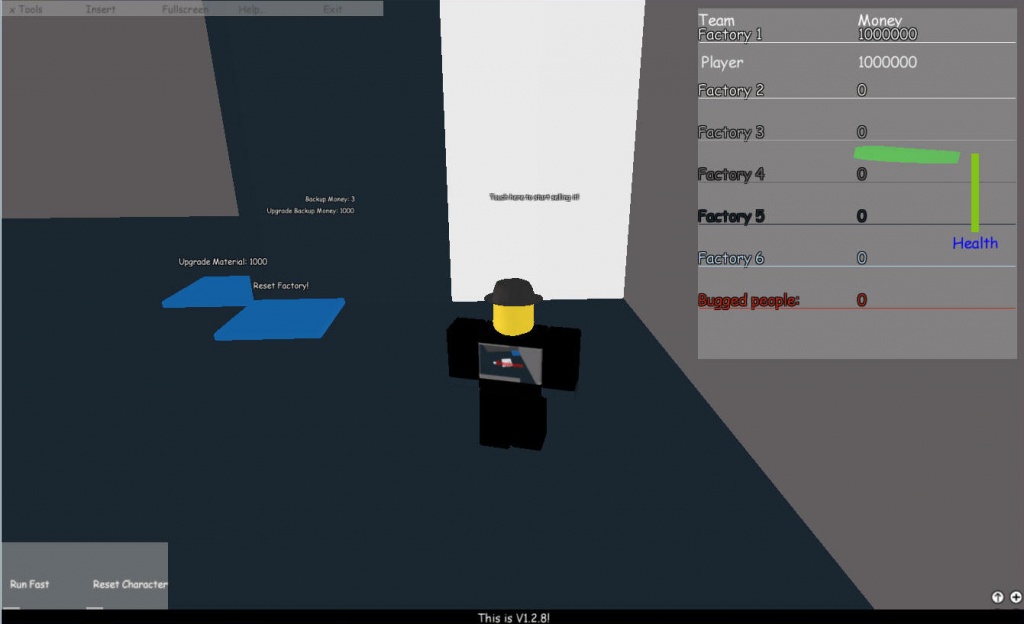 x Tools Insert Fullscreen Help... Exit
Team Money
Factory 1 1000000
Player 1000000
Factory 2 0
Factory 3 0
Factory 4 0
Factory 5 0
Health
Factory 6 0
Bugged people: 0
Backup Money: 3
Upgrade Backup Money: 1000
Touch here to start selling it!
Upgrade Material: 1000
Reset Factory!
Run Fast Reset Character
This is V1.2.8!